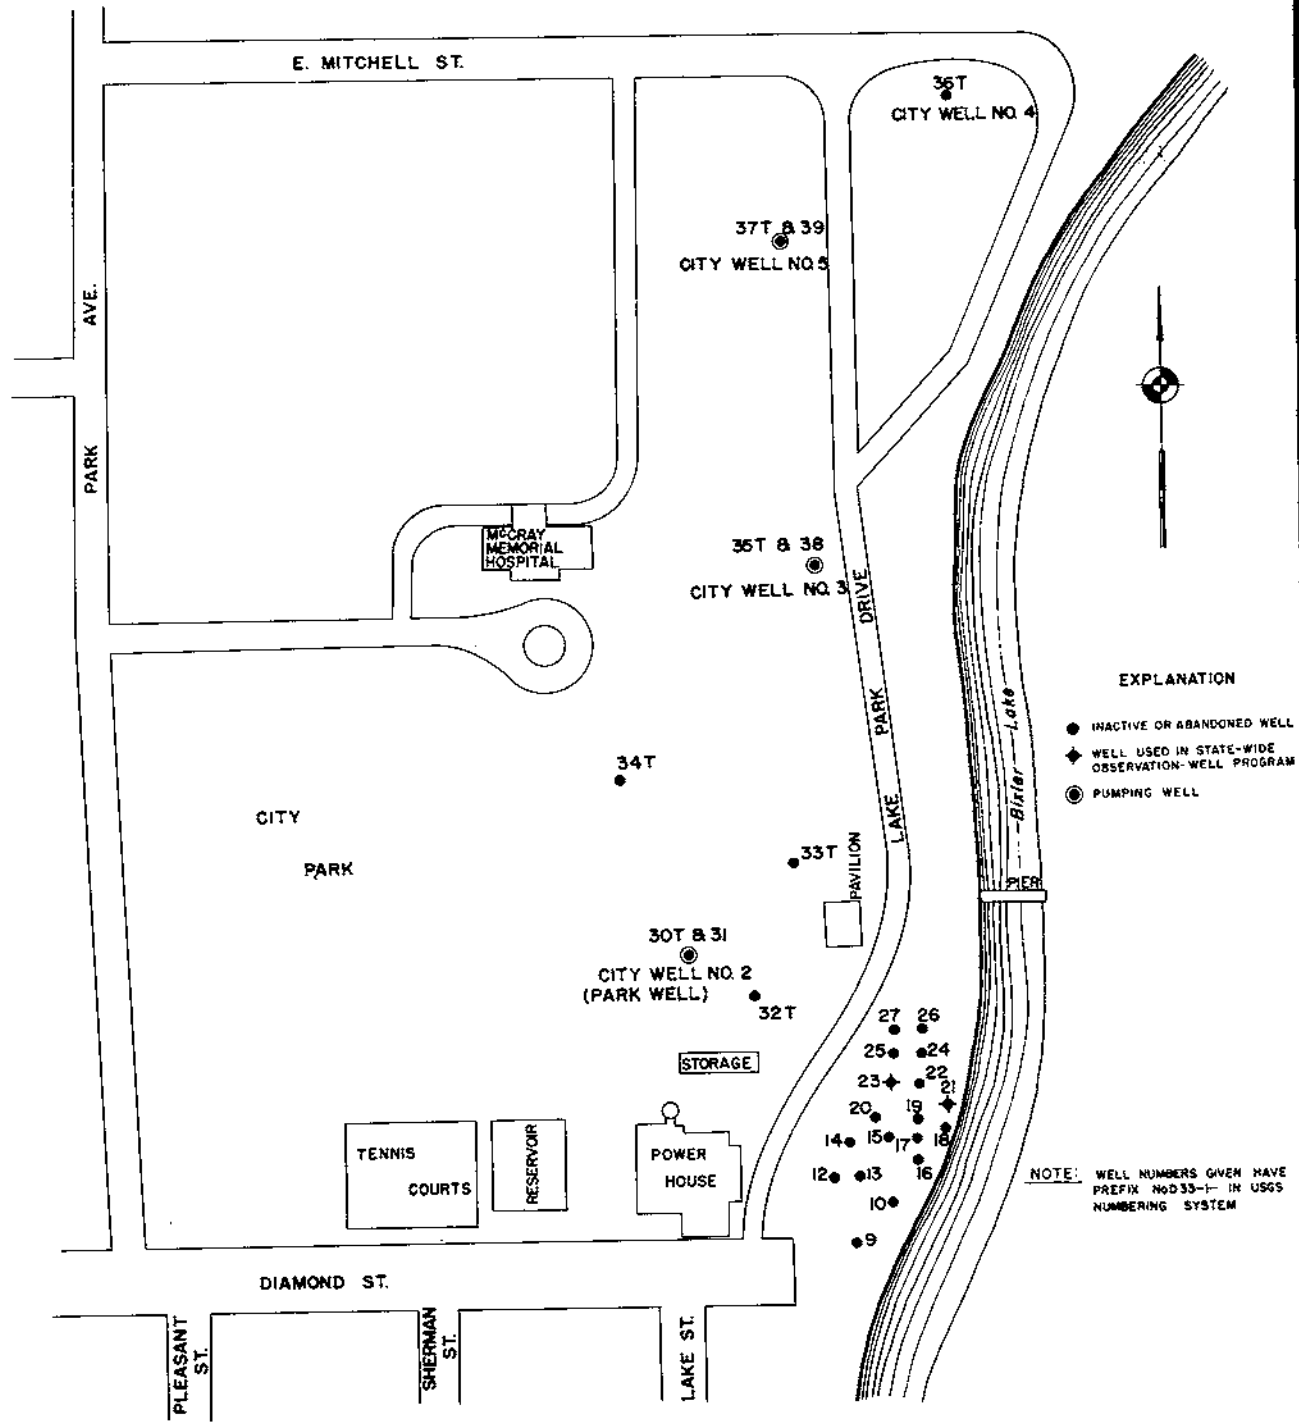 E. MITCHELL ST.
36T
CITY WELL NO. 4
37T & 39
CITY WELL NO. 5
PARK AVE.
McCRAY
MEMORIAL
HOSPITAL
35T & 38
CITY WELL NO. 3
LAKE PARK DRIVE
EXPLANATION
INACTIVE OR ABANDONED WELL
WELL USED IN STATE-WIDE
OBSERVATION-WELL PROGRAM
PUMPING WELL
Bixler Lake
34T
CITY
PARK
33T
PAVILION
PIER
30T & 31
CITY WELL NO. 2
(PARK WELL)
32T
27
26
25
24
STORAGE
23
22
21
20
19
14
15
17
18
12
13
16
10
9
TENNIS
COURTS
RESERVOIR
POWER
HOUSE
NOTE: WELL NUMBERS GIVEN HAVE
PREFIX NoD33-1- IN USGS
NUMBERING SYSTEM
DIAMOND ST.
PLEASANT
ST.
SHERMAN
ST.
LAKE ST.